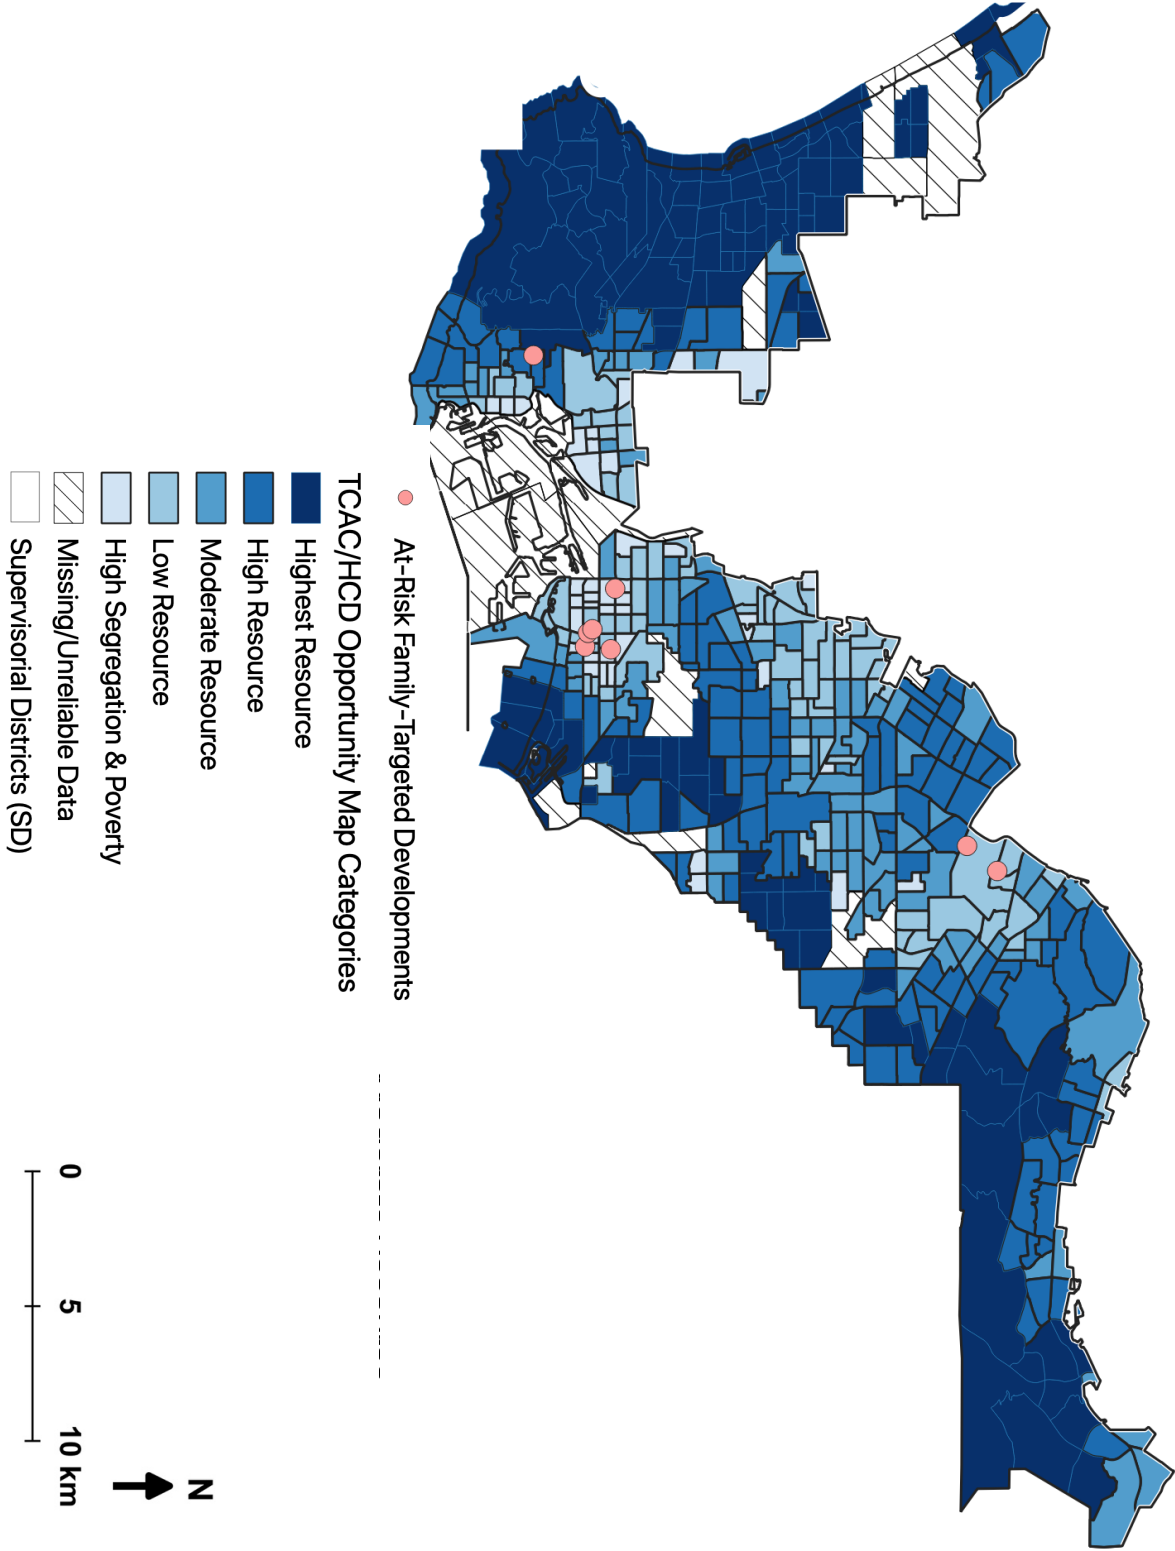 At-Risk Family-Targeted Developments
TCAC/HCD Opportunity Map Categories
Highest Resource
High Resource
Moderate Resource
Low Resource
High Segregation & Poverty
Missing/Unreliable Data
Supervisorial Districts (SD)
0 5 10 km
N